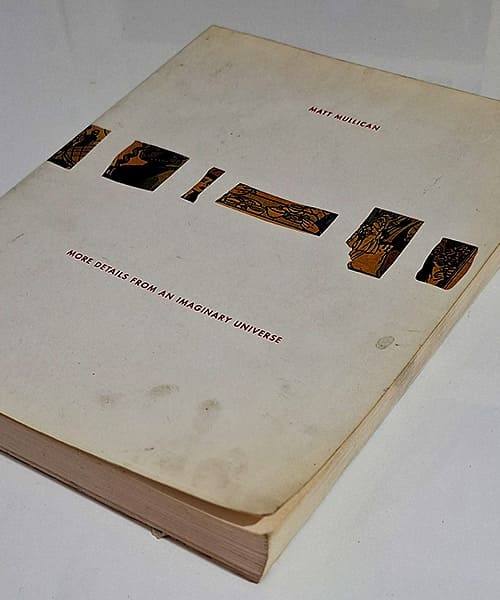 MATT MULLICAN
MORE DETAILS FROM AN IMAGINARY UNIVERSE